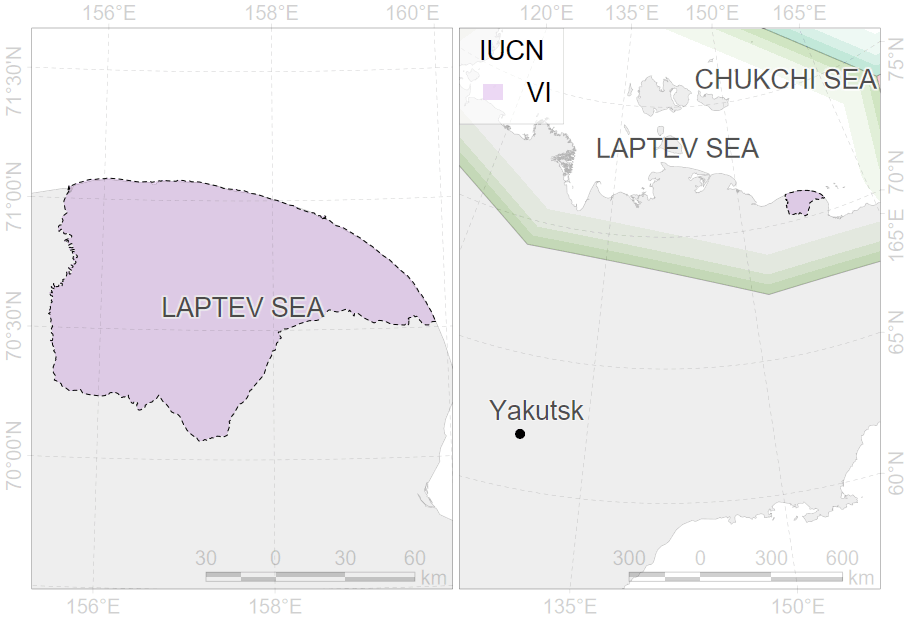 156°E 158°E 160°E
120°E 135°E 150°E 165°E
71°30'N
71°00'N
70°30'N
70°00'N
LAPTEV SEA
30 0 30 60
km
156°E 158°E
IUCN
VI
CHUKCHI SEA
LAPTEV SEA
Yakutsk
75°N
70°N
165°E
65°N
60°N
300 0 300 600
km
135°E 150°E